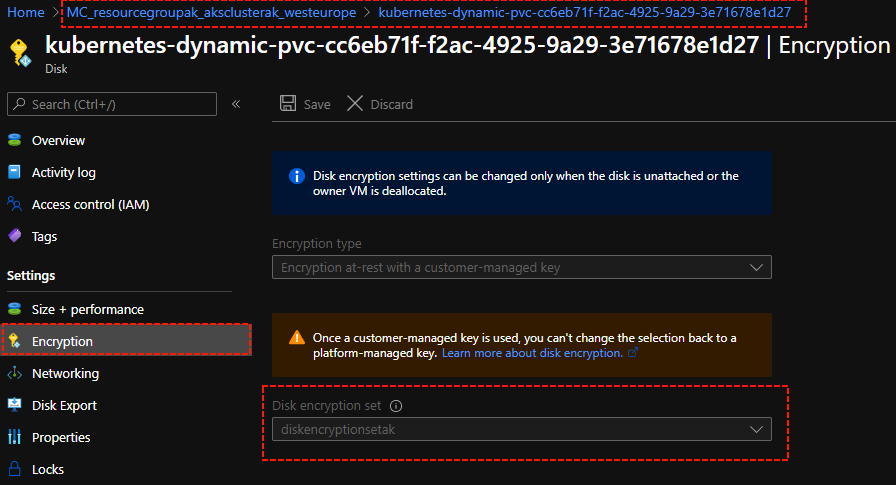 Home > MC_resourcegroupak_aksclusterak_westeurope > kubernetes-dynamic-pvc-cc6eb71f-f2ac-4925-9a29-3e71678e1d27
kubernetes-dynamic-pvc-cc6eb71f-f2ac-4925-9a29-3e71678e1d27 | Encryption
Disk
Search (Ctrl+/)
«
Save
Discard
Overview
Activity log
Access control (IAM)
Tags
Settings
Size + performance
Encryption
Networking
Disk Export
Properties
Locks
Disk encryption settings can be changed only when the disk is unattached or the
owner VM is deallocated.
Encryption type
Encryption at-rest with a customer-managed key
Once a customer-managed key is used, you can't change the selection back to a
platform-managed key. Learn more about disk encryption.
Disk encryption set
diskencryptionsetak